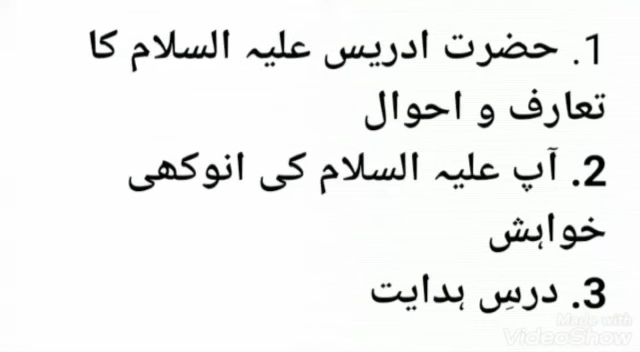 1. حضرت ادریس علیہ السلام کا
تعارف و احوال
2. آپ علیہ السلام کی انوکھی
خواہش
3. درسِ ہدایت
Made with
VideoShow